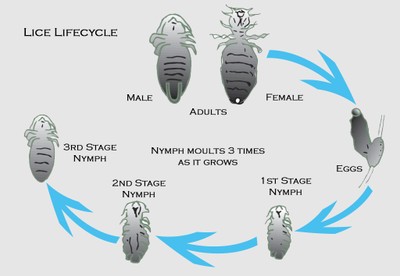 Lice Lifecycle
Male
Female
Adults
3rd Stage
Nymph
Nymph moults 3 times
as it grows
Eggs
2nd Stage
Nymph
1st Stage
Nymph